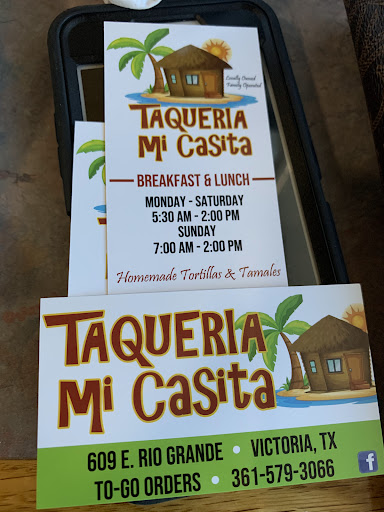 Locally Owned
Family Operated
TAQUERIA
Mi Casita
BREAKFAST & LUNCH
MONDAY - SATURDAY
5:30 AM - 2:00 PM
SUNDAY
7:00 AM - 2:00 PM
Homemade Tortillas & Tamales
TAQUERIA
Mi Casita
609 E. RIO GRANDE • VICTORIA, TX
TO-GO ORDERS • 361-579-3066
f